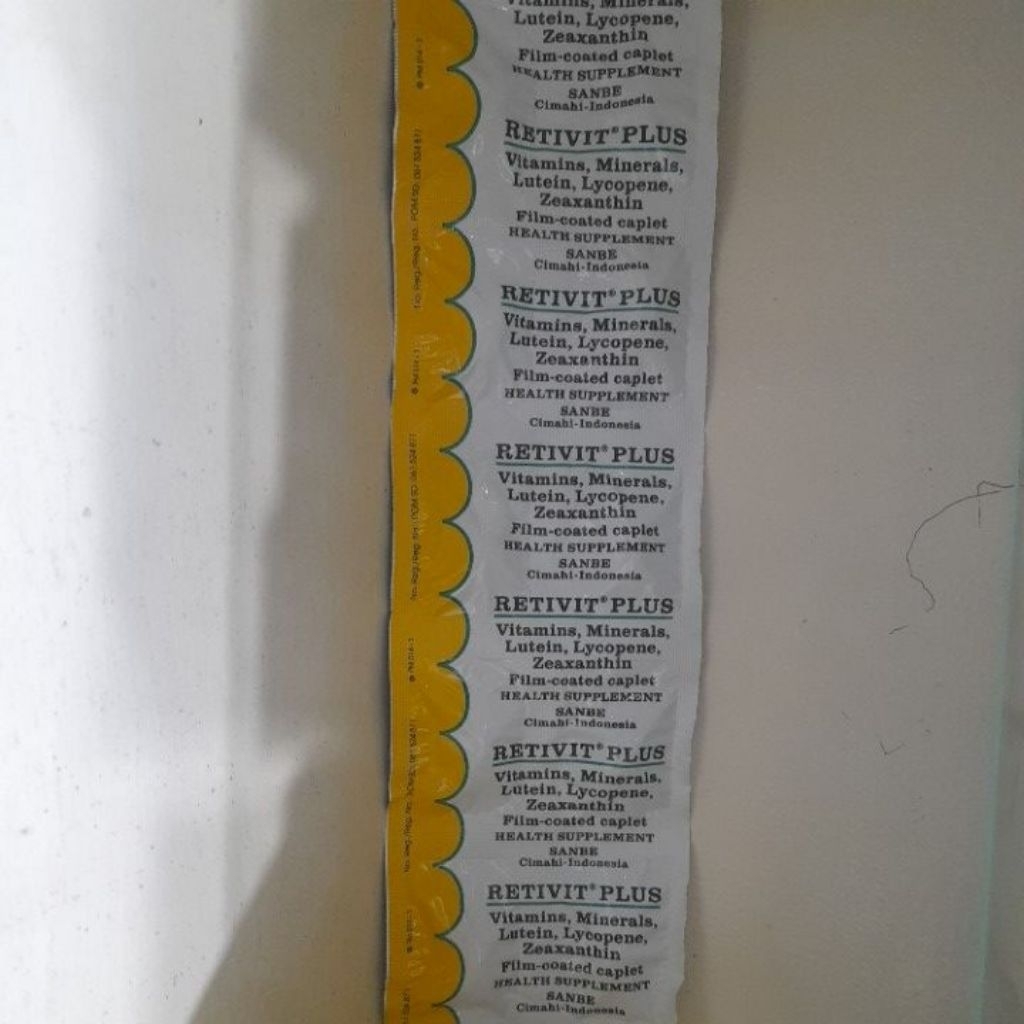 Vitamins, Minerals,
Lutein, Lycopene,
Zeaxanthin
Film-coated caplet
HEALTH SUPPLEMENT
SANBE
Cimahi-Indonesia
RETIVIT® PLUS
Vitamins, Minerals,
Lutein, Lycopene,
Zeaxanthin
Film-coated caplet
HEALTH SUPPLEMENT
SANBE
Cimahi-Indonesia
RETIVIT® PLUS
Vitamins, Minerals,
Lutein, Lycopene,
Zeaxanthin
Film-coated caplet
HEALTH SUPPLEMENT
SANBE
Cimahi-Indonesia
RETIVIT® PLUS
Vitamins, Minerals,
Lutein, Lycopene,
Zeaxanthin
Film-coated caplet
HEALTH SUPPLEMENT
SANBE
Cimahi-Indonesia
RETIVIT® PLUS
Vitamins, Minerals,
Lutein, Lycopene,
Zeaxanthin
Film-coated caplet
HEALTH SUPPLEMENT
SANBE
Cimahi-Indonesia
RETIVIT® PLUS
Vitamins, Minerals,
Lutein, Lycopene,
Zeaxanthin
Film-coated caplet
HEALTH SUPPLEMENT
SANBE
Cimahi-Indonesia
RETIVIT® PLUS
Vitamins, Minerals,
Lutein, Lycopene,
Zeaxanthin
Film-coated caplet
HEALTH SUPPLEMENT
SANBE
Cimahi-Indonesia